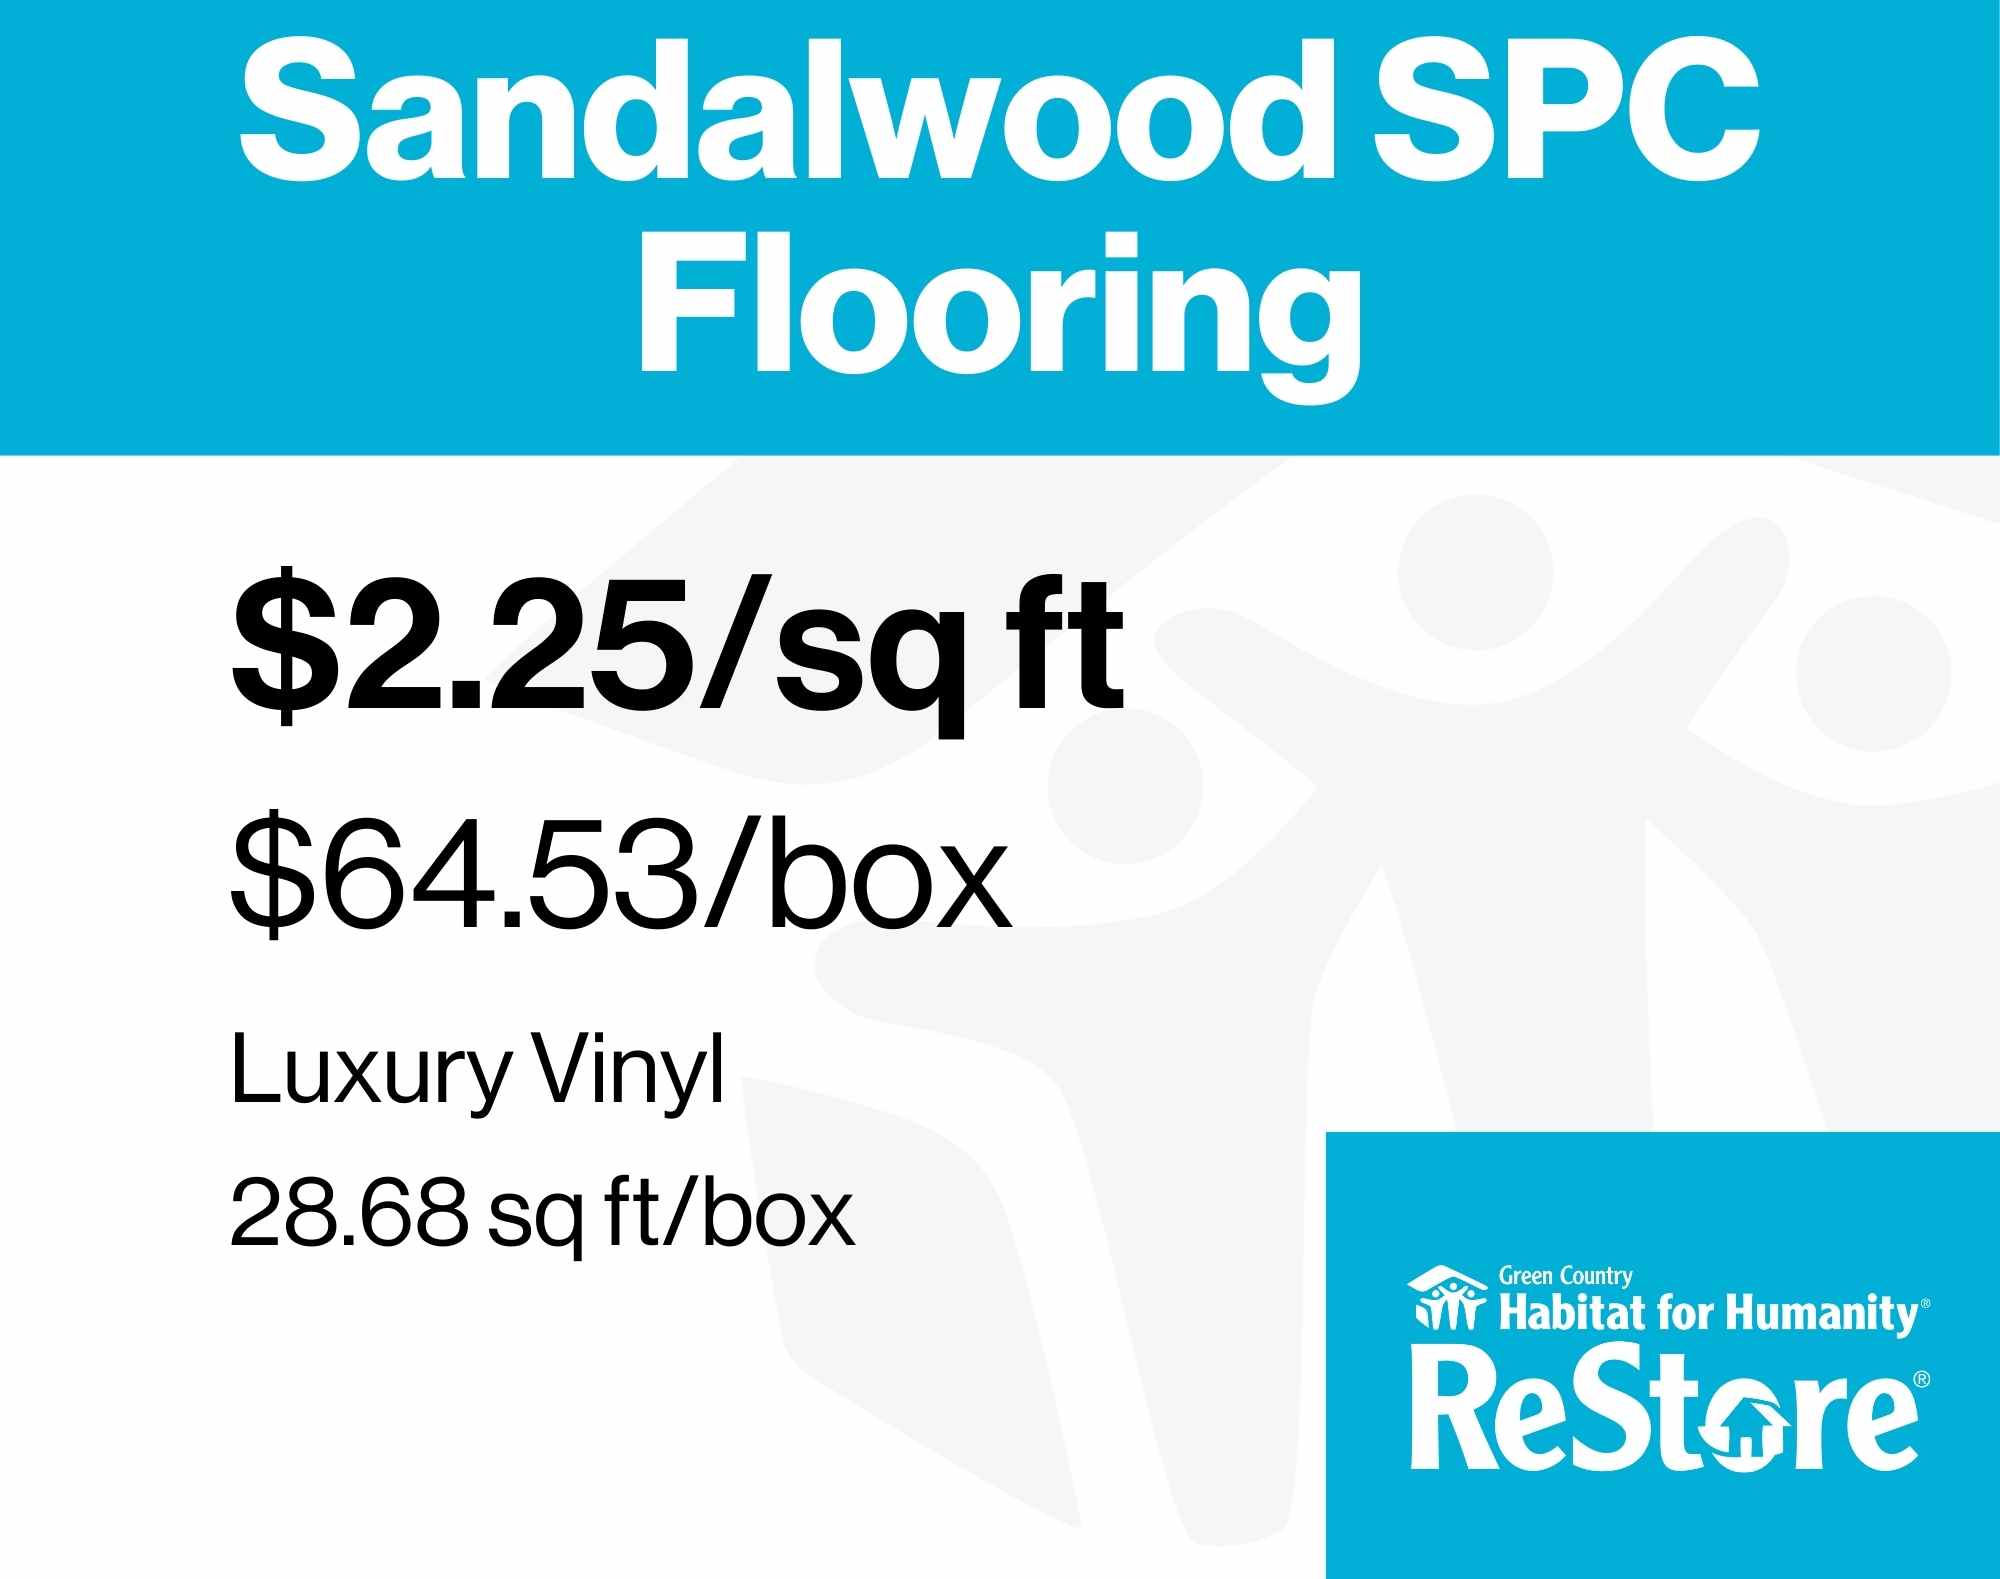 Sandalwood SPC
Flooring
$2.25/sq ft
$64.53/box
Luxury Vinyl
28.68 sq ft/box
Green Country
Habitat for Humanity®
ReStore®